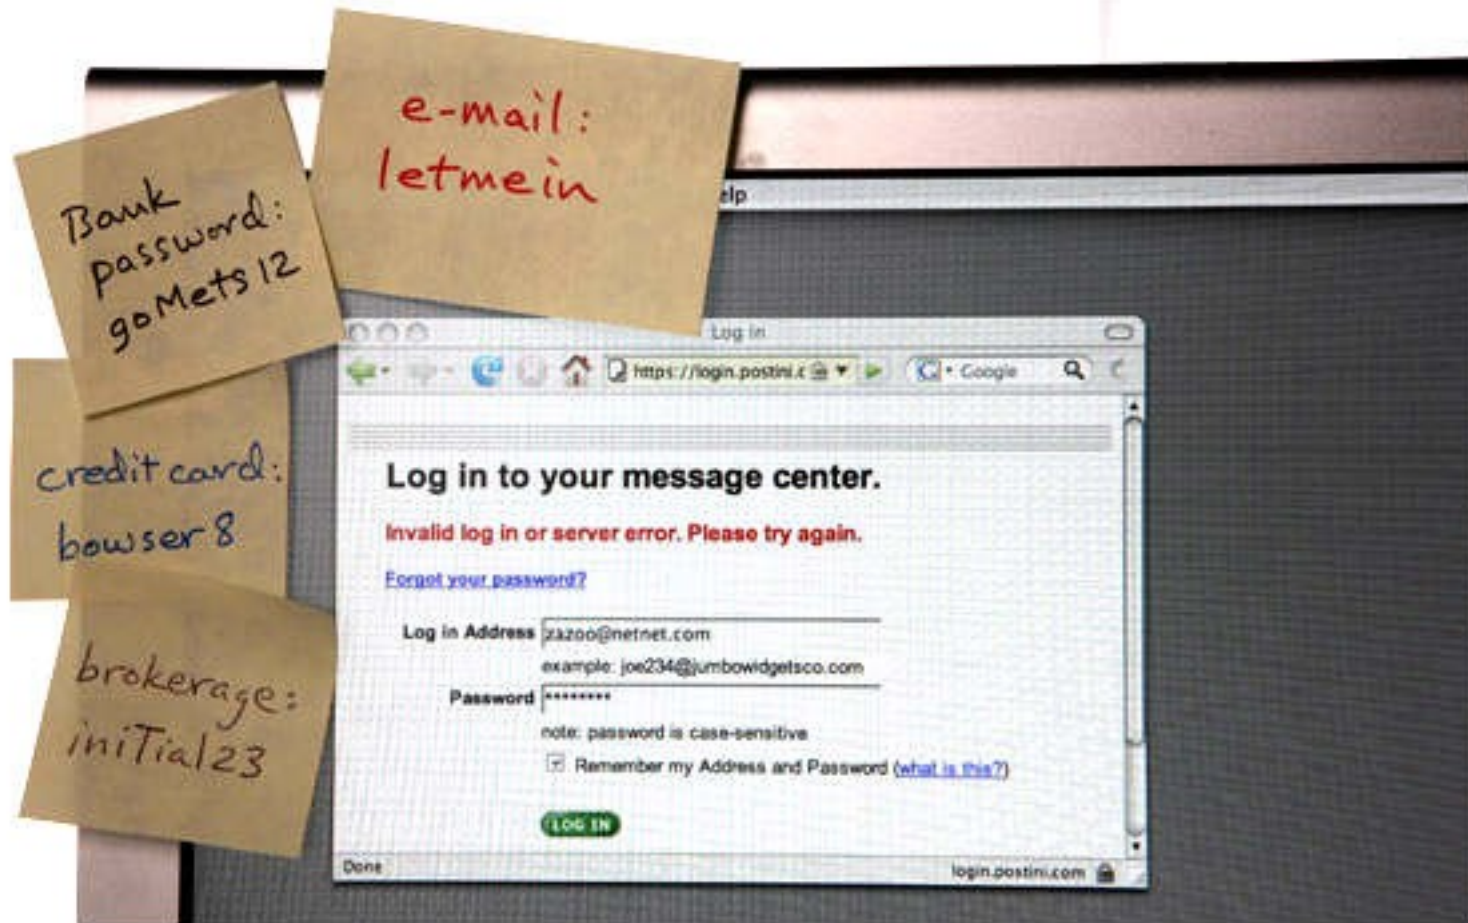 e-mail:
letmein
Bank
password:
goMets12
credit card:
bowser8
brokerage:
iniTial23
elp
Log in
https://login.postini.c
Google
Log in to your message center.
Invalid log in or server error. Please try again.
Forgot your password?
Log in Address zazoo@netnet.com
example: joe234@jumbowidgetsco.com
Password ********
note: password is case-sensitive
Remember my Address and Password (what is this?)
LOG IN
Done
login.postini.com